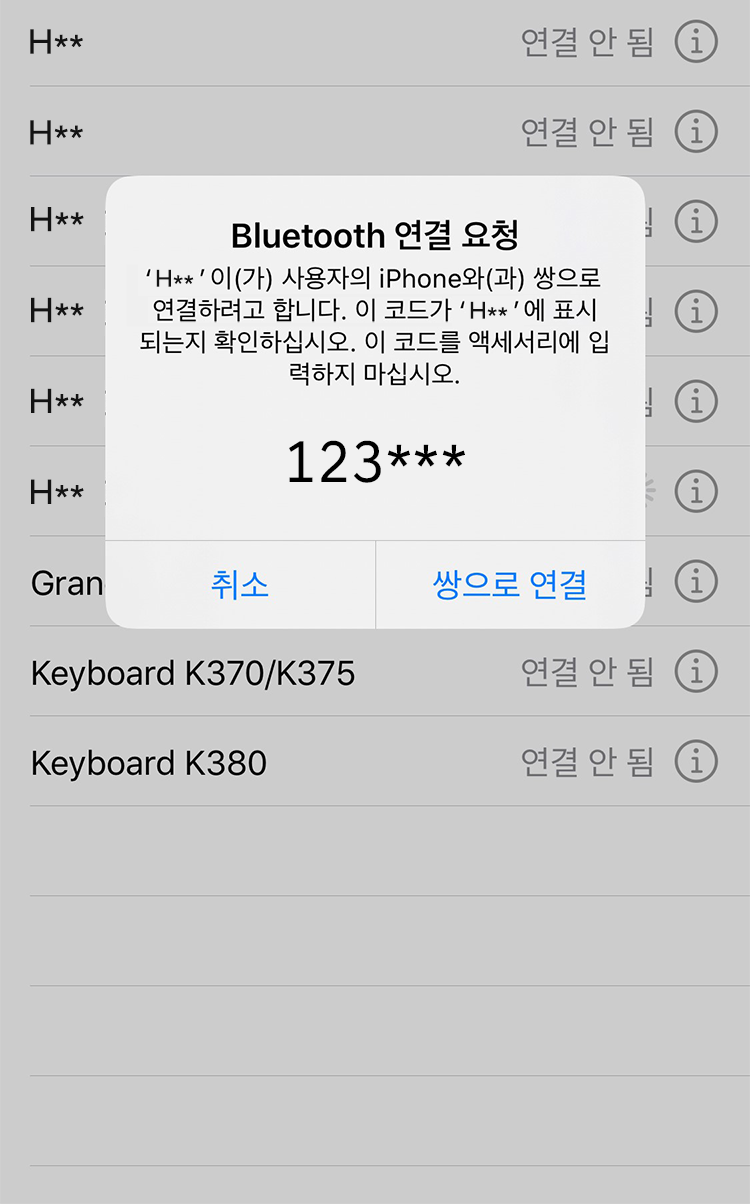 H** 연결 안 됨
H** 연결 안 됨
H**
H**
H**
H**
Bluetooth 연결 요청
‘H**’이(가) 사용자의 iPhone와(과) 쌍으로
연결하려고 합니다. 이 코드가 ‘H**’에 표시
되는지 확인하십시오. 이 코드를 액세서리에 입
력하지 마십시오.
123***
취소 쌍으로 연결
Keyboard K370/K375 연결 안 됨
Keyboard K380 연결 안 됨